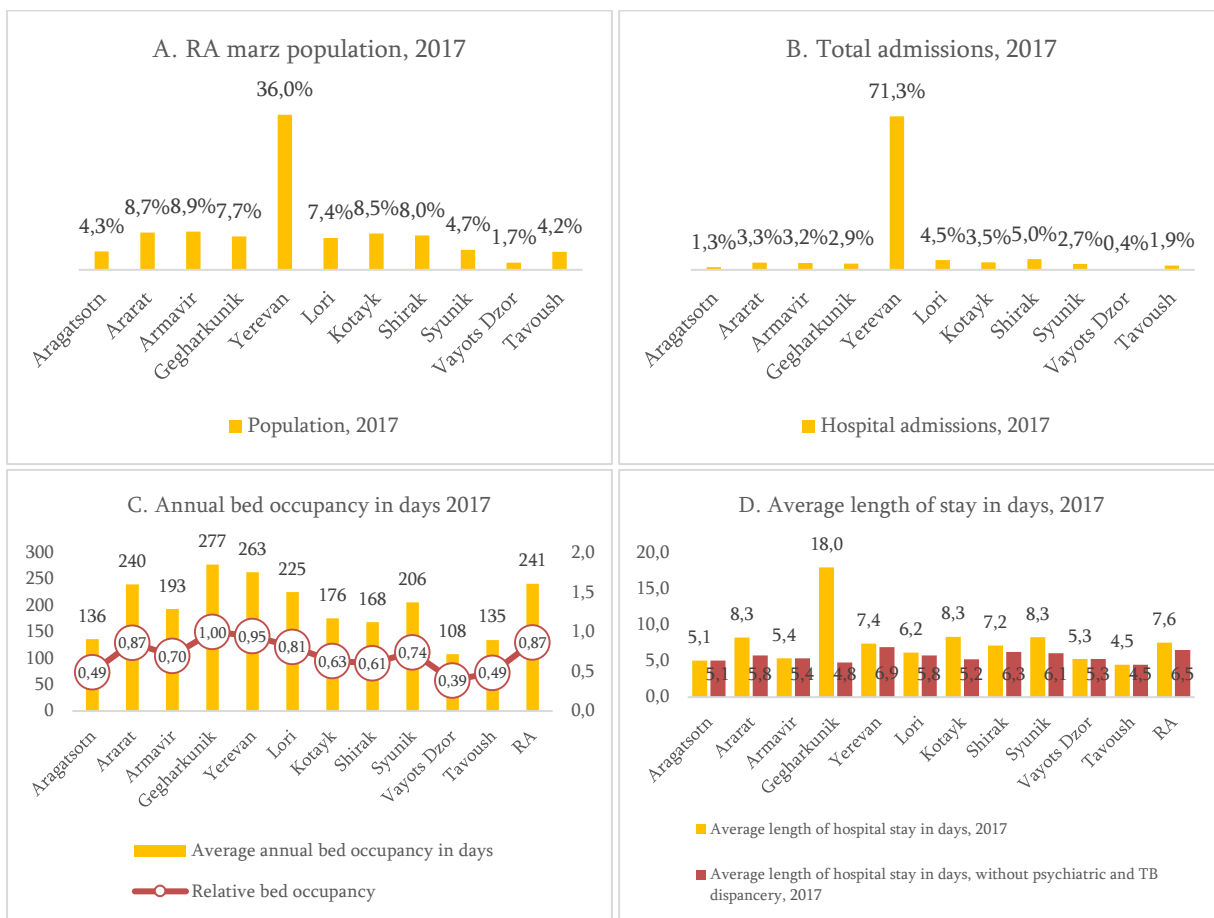 A. RA marz population, 2017
36,0%
4,3%
8,7%
8,9%
7,7%
7,4%
8,5%
8,0%
4,7%
1,7%
4,2%
Aragatsotn
Ararat
Armavir
Gegharkunik
Yerevan
Lori
Kotayk
Shirak
Syunik
Vayots Dzor
Tavoush
Population, 2017
B. Total admissions, 2017
71,3%
1,3%
3,3%
3,2%
2,9%
4,5%
3,5%
5,0%
2,7%
0,4%
1,9%
Aragatsotn
Ararat
Armavir
Gegharkunik
Yerevan
Lori
Kotayk
Shirak
Syunik
Vayots Dzor
Tavoush
Hospital admissions, 2017
C. Annual bed occupancy in days 2017
300
250
200
150
100
50
0
136
240
193
277
263
225
176
168
206
108
135
241
0,49
0,87
0,70
1,00
0,95
0,81
0,63
0,61
0,74
0,39
0,49
0,87
2,0
1,5
1,0
0,5
0,0
Aragatsotn
Ararat
Armavir
Gegharkunik
Yerevan
Lori
Kotayk
Shirak
Syunik
Vayots Dzor
Tavoush
RA
Average annual bed occupancy in days
Relative bed occupancy
D. Average length of stay in days, 2017
20,0
15,0
10,0
5,0
0,0
5,1
8,3
5,4
18,0
7,4
6,2
8,3
7,2
8,3
5,3
4,5
7,6
5,1
5,8
5,4
4,8
6,9
5,8
5,2
6,3
6,1
5,3
4,5
6,5
Aragatsotn
Ararat
Armavir
Gegharkunik
Yerevan
Lori
Kotayk
Shirak
Syunik
Vayots Dzor
Tavoush
RA
Average length of hospital stay in days, 2017
Average length of hospital stay in days, without psychiatric and TB
dispancery, 2017